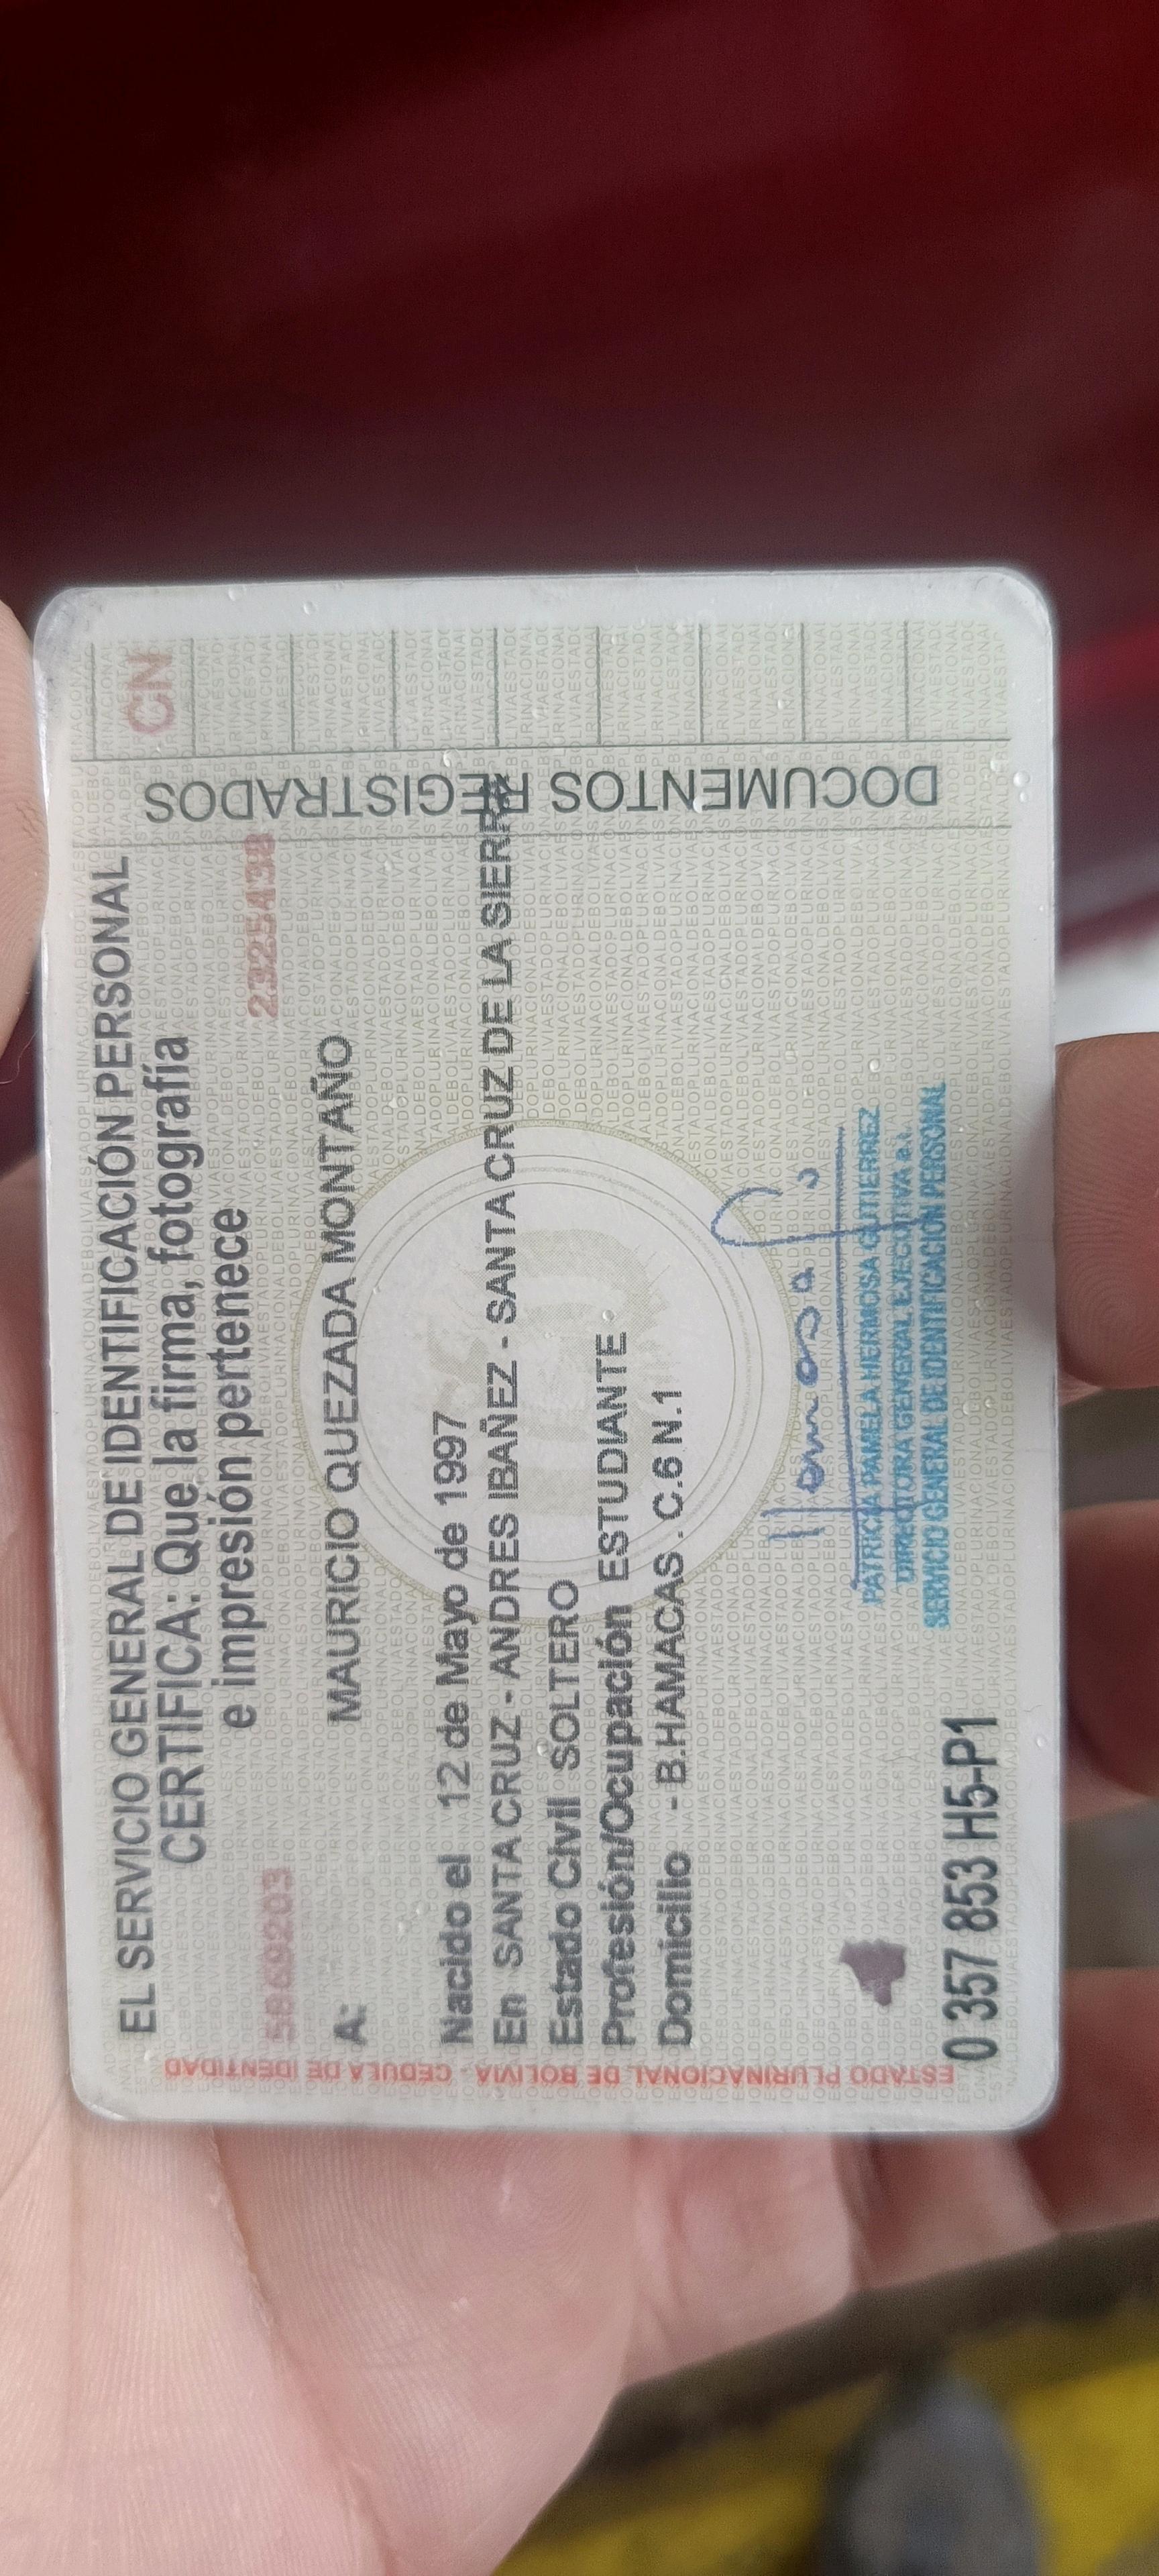 EL SERVICIO GENERAL DE IDENTIFICACIÓN PERSONAL
CERTIFICA: Que la firma, fotografía
e impresión pertenece
5869203
2325438
A:
MAURICIO QUEZADA MONTAÑO
Nacido el 12 de Mayo de 1997
En SANTA CRUZ - ANDRES IBAÑEZ - SANTA CRUZ DE LA SIERRA
Estado Civil SOLTERO
Profesión/Ocupación ESTUDIANTE
Domicilio - B.HAMACAS . C.6 N.1
PATRICIA PAMELA HERMOSA GUTIERREZ
DIRECTORA GENERAL EJECUTIVA a.i.
SERVICIO GENERAL DE IDENTIFICACIÓN PERSONAL
0 357 853 H5-P1
ESTADO PLURINACIONAL DE BOLIVIA - CEDULA DE IDENTIDAD
DOCUMENTOS REGISTRADOS
CN